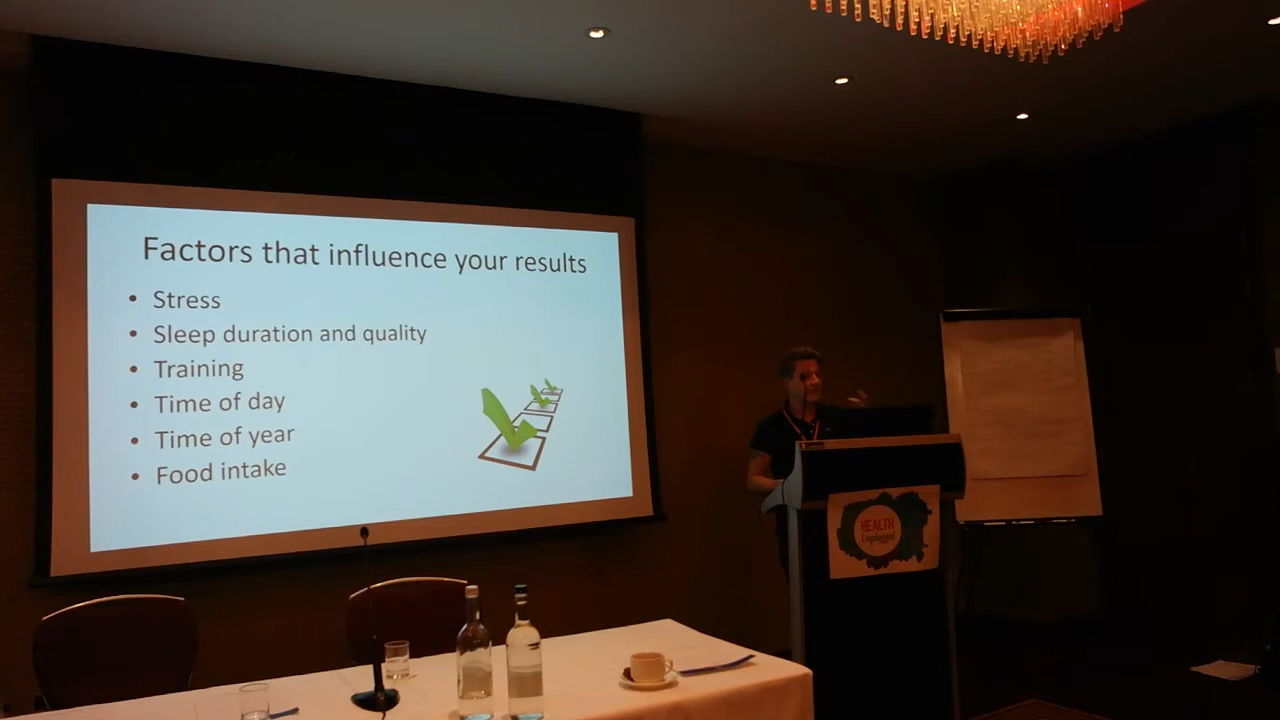 Factors that influence your results
• Stress
• Sleep duration and quality
• Training
• Time of day
• Time of year
• Food intake
HEALTH
Unplugged